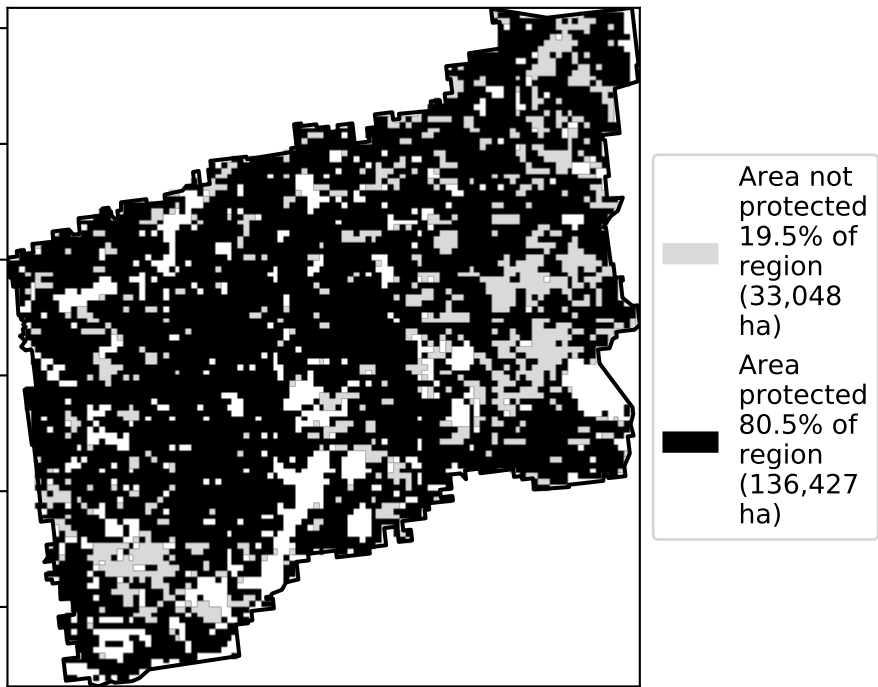 Area not
protected
19.5% of
region
(33,048
ha)
Area
protected
80.5% of
region
(136,427
ha)